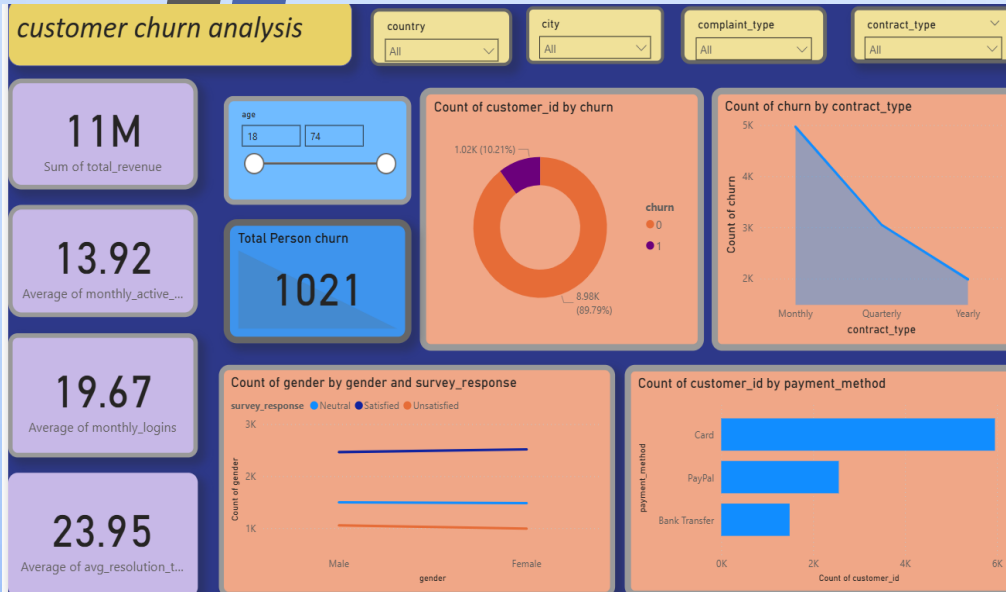 customer churn analysis
country
All
city
All
complaint_type
All
contract_type
All
11M
Sum of total_revenue
13.92
Average of monthly_active_...
19.67
Average of monthly_logins
23.95
Average of avg_resolution_t...
age
18 74
Total Person churn
1021
Count of customer_id by churn
1.02K (10.21%)
8.98K
(89.79%)
churn
0
1
Count of churn by contract_type
Count of churn
5K
4K
3K
2K
Monthly Quarterly Yearly
contract_type
Count of gender by gender and survey_response
survey_response Neutral Satisfied Unsatisfied
Count of gender
3K
2K
1K
Male Female
gender
Count of customer_id by payment_method
payment_method
Card
PayPal
Bank Transfer
0K 2K 4K 6K
Count of customer_id